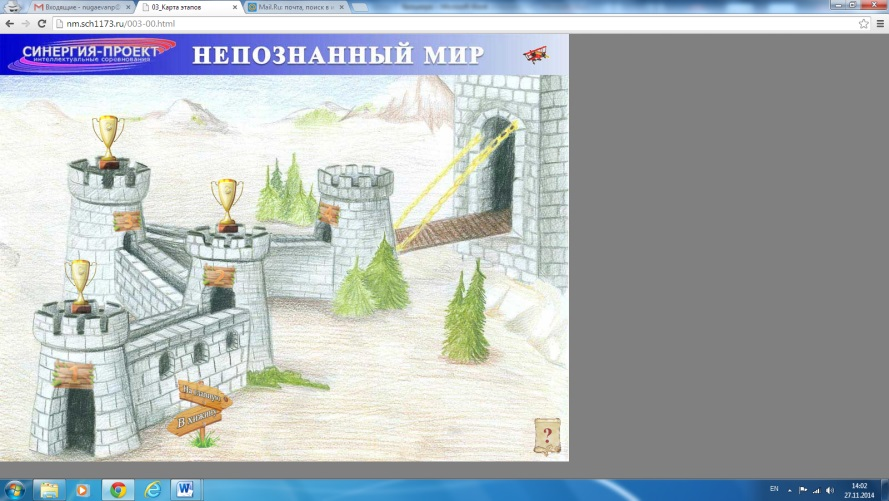 Входящие - nugaevanp@
03_Карта этапов
Mail.Ru: почта, поиск в и
nm.sch1173.ru/003-00.html
СИНЕРГИЯ-ПРОЕКТ
интеллектуальные соревнования
НЕПОЗНАННЫЙ МИР
На главную
В хижину
?
EN
14:02
27.11.2014